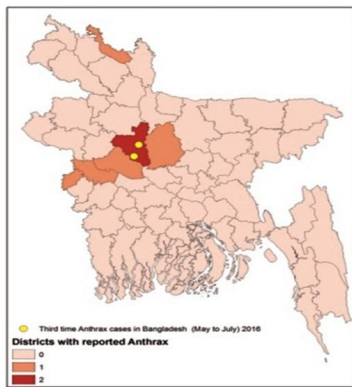 Third time Anthrax cases in Bangladesh (May to July) 2016
Districts with reported Anthrax
0
1
2